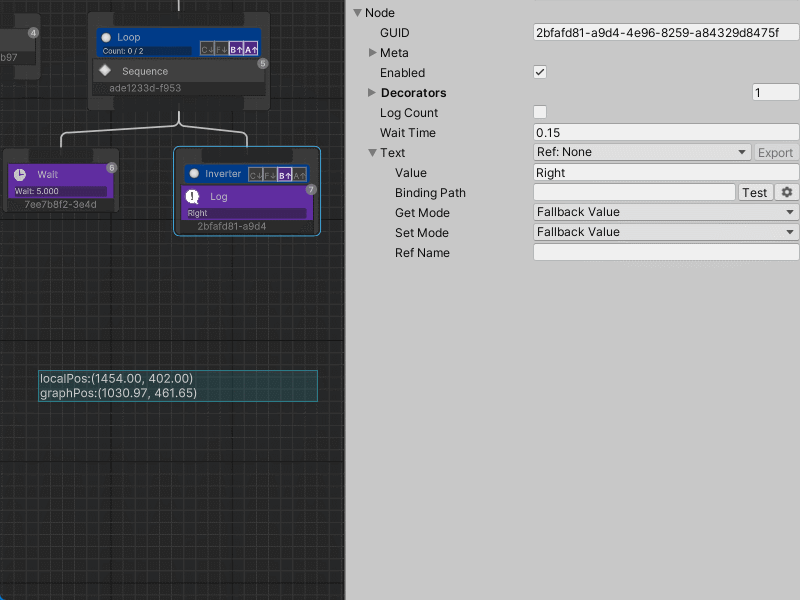 4
b97
Loop
Count: 0 / 2
C↓ F↓ B↑ A↑
Sequence
5
ade1233d-f953
Wait
6
Wait: 5.000
7ee7b8f2-3e4d
Inverter
C↓ F↓ B↑ A↑
Log
7
Right
2bfafd81-a9d4
localPos:(1454.00, 402.00)
graphPos:(1030.97, 461.65)
Node
GUID 2bfafd81-a9d4-4e96-8259-a84329d8475f
Meta
Enabled
Decorators 1
Log Count
Wait Time 0.15
Text Ref: None Export
Value Right
Binding Path Test
Get Mode Fallback Value
Set Mode Fallback Value
Ref Name